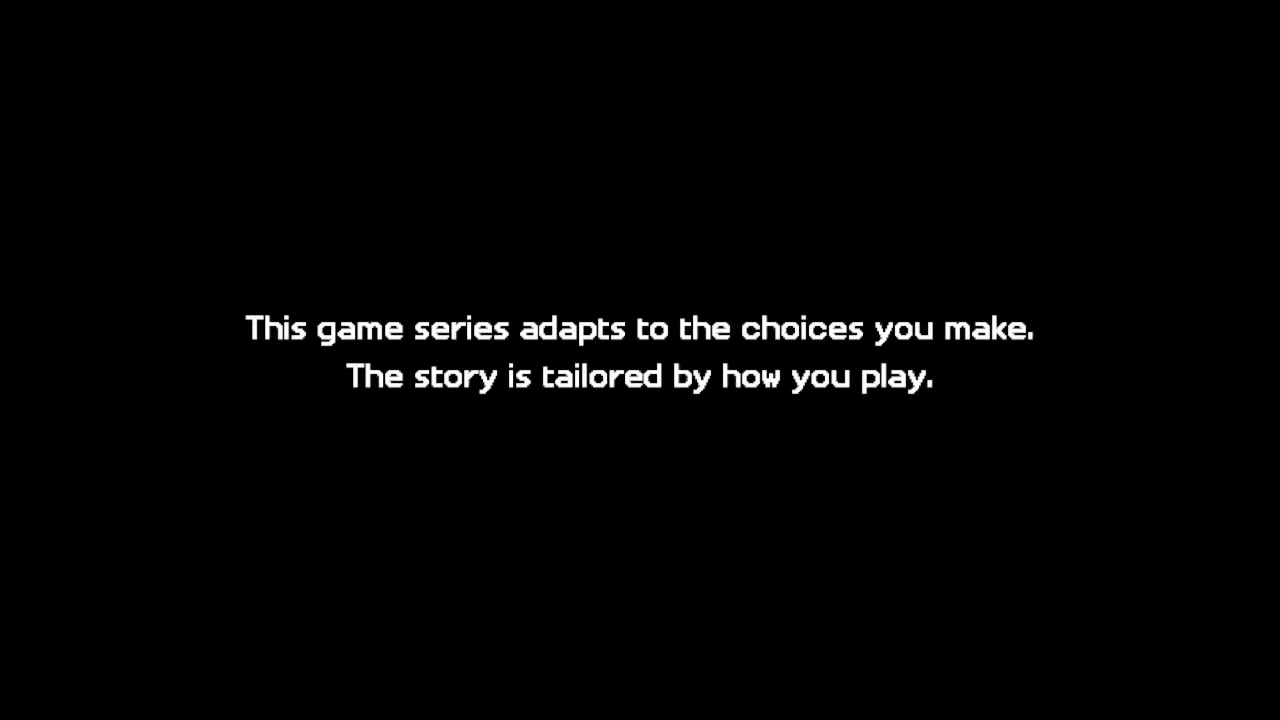 This game series adapts to the choices you make.
The story is tailored by how you play.